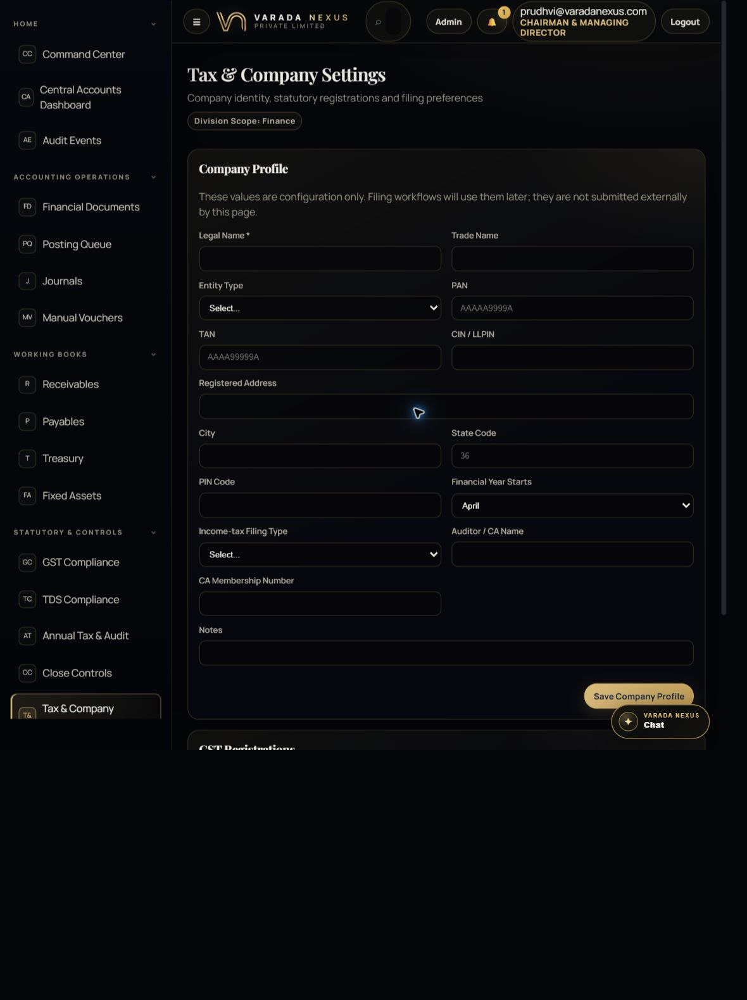 HOME
CC Command Center
CA Central Accounts
Dashboard
AE Audit Events
ACCOUNTING OPERATIONS
FD Financial Documents
PQ Posting Queue
J Journals
MV Manual Vouchers
WORKING BOOKS
R Receivables
P Payables
T Treasury
FA Fixed Assets
STATUTORY & CONTROLS
GC GST Compliance
TC TDS Compliance
AT Annual Tax & Audit
CC Close Controls
T& Tax & Company
VARADA NEXUS
PRIVATE LIMITED
Admin
1
prudhvi@varadanexus.com
CHAIRMAN & MANAGING
DIRECTOR
Logout
Tax & Company Settings
Company identity, statutory registrations and filing preferences
Division Scope: Finance
Company Profile
These values are configuration only. Filing workflows will use them later; they are not submitted externally
by this page.
Legal Name *
Trade Name
Entity Type
PAN
Select...
AAAAA9999A
TAN
CIN / LLPIN
AAAA99999A
Registered Address
City
State Code
36
PIN Code
Financial Year Starts
April
Income-tax Filing Type
Auditor / CA Name
Select...
CA Membership Number
Notes
Save Company Profile
VARADA NEXUS
Chat
GST Registrations